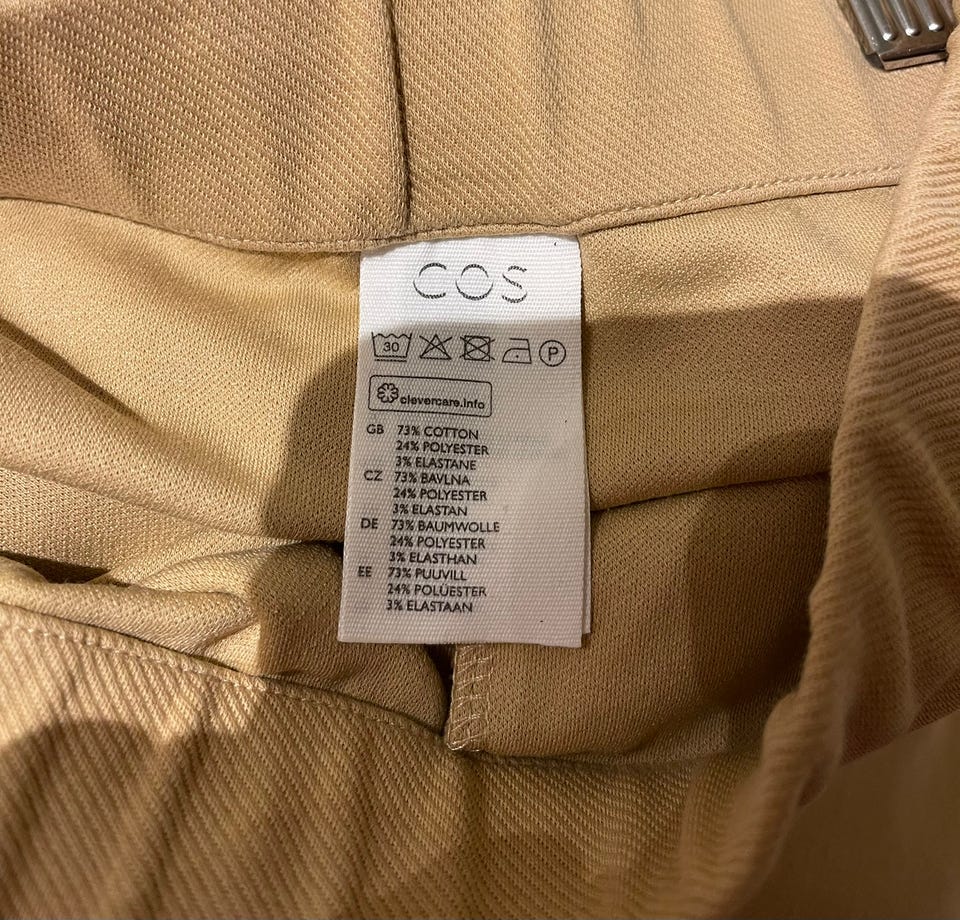 COS
30 P
clevercare.info
GB 73% COTTON
24% POLYESTER
3% ELASTANE
CZ 73% BAVLNA
24% POLYESTER
3% ELASTAN
DE 73% BAUMWOLLE
24% POLYESTER
3% ELASTHAN
EE 73% PUUVILL
24% POLÜESTER
3% ELASTAAN